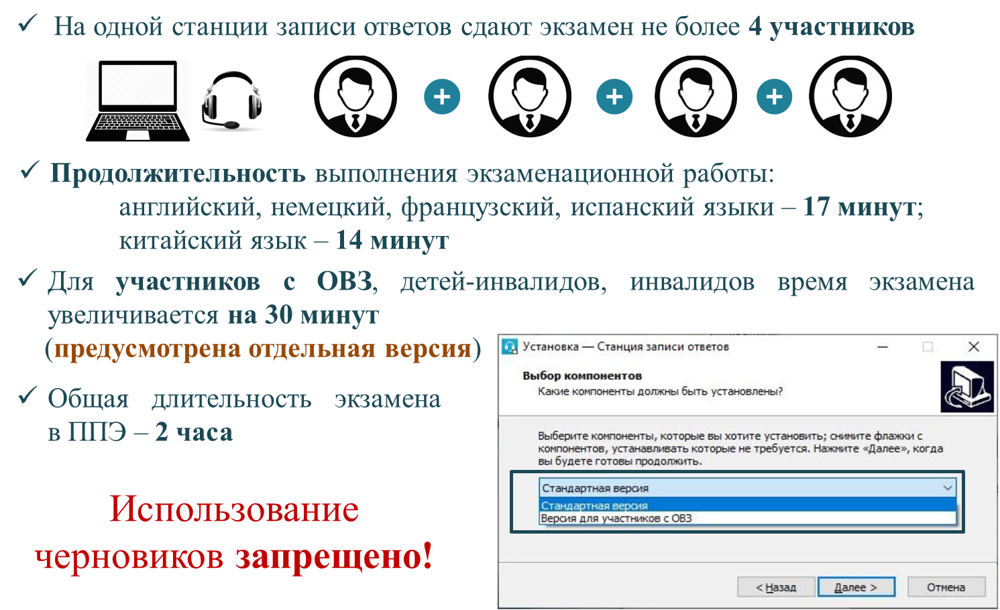 ✓ На одной станции записи ответов сдают экзамен не более 4 участников
+ + +
✓ Продолжительность выполнения экзаменационной работы:
английский, немецкий, французский, испанский языки – 17 минут;
китайский язык – 14 минут
✓ Для участников с ОВЗ, детей-инвалидов, инвалидов время экзамена
увеличивается на 30 минут
(предусмотрена отдельная версия)
✓ Общая длительность экзамена
в ППЭ – 2 часа
Использование
черновиков запрещено!
Установка — Станция записи ответов
Выбор компонентов
Какие компоненты должны быть установлены?
Выберите компоненты, которые вы хотите установить; снимите флажки с
компонентов, устанавливать которые не требуется. Нажмите «Далее», когда
вы будете готовы продолжить.
Стандартная версия
Стандартная версия
Версия для участников с ОВЗ
< Назад Далее > Отмена